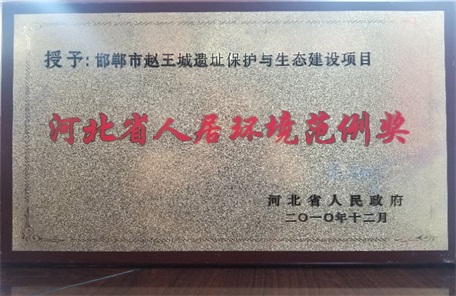 授予：邯郸市赵王城遗址保护与生态建设项目
河北省人居环境范例奖
河北省人民政府
二〇一〇年十二月